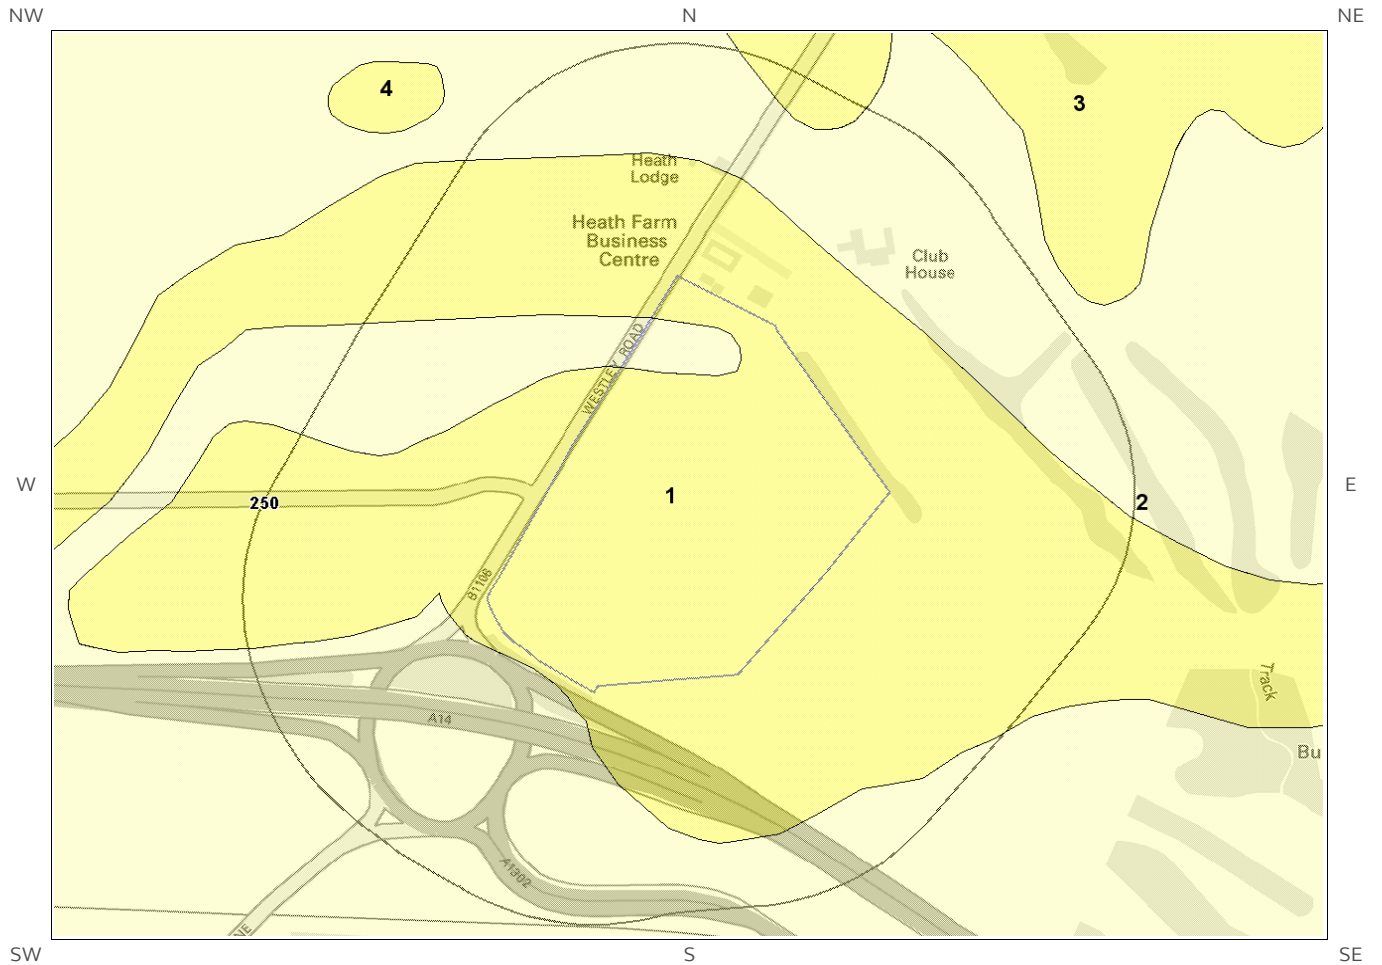 NW
N
NE
4
3
Heath
Lodge
Heath Farm
Business
Centre
Club
House
WESTLEY ROAD
W
250
1
2
E
B1106
Track
A14
Bu
A1302
NE
SW
S
SE